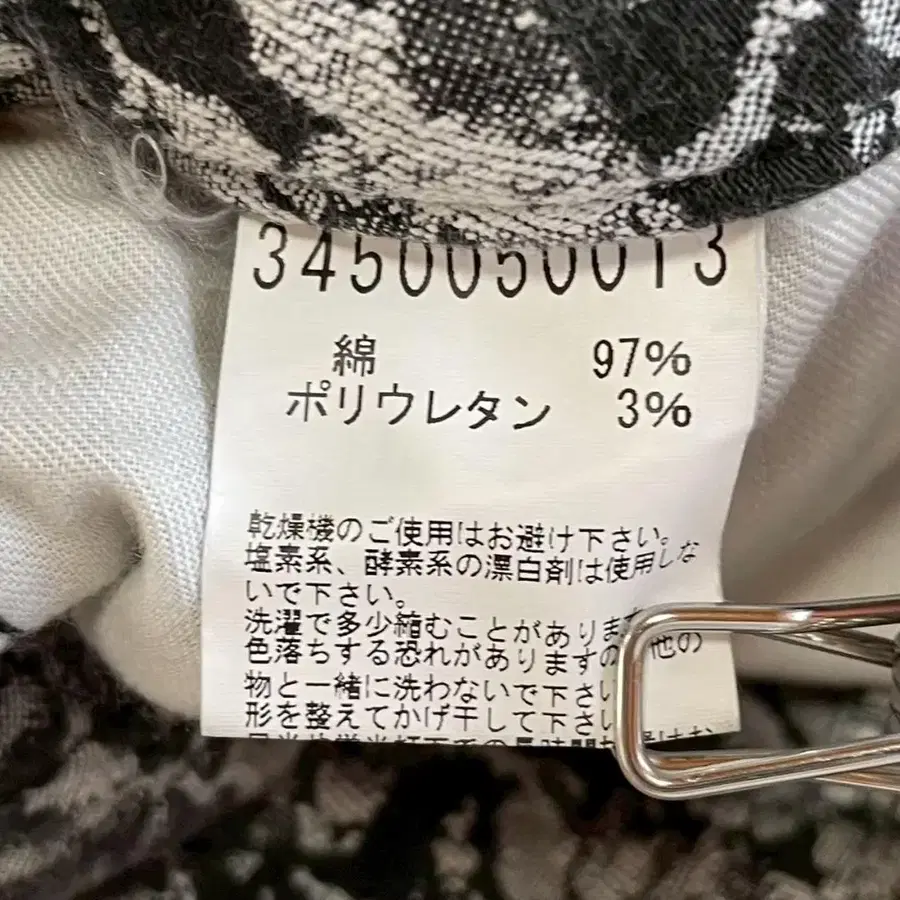 3450050013
綿 97%
ポリウレタン 3%
乾燥機のご使用はお避け下さい。
塩素系、酵素系の漂白剤は使用しな
いで下さい。
洗濯で多少縮むことがありま
色落ちする恐れがありますの 他の
物と一緒に洗わないで下さい
形を整えてかげ干して下さい